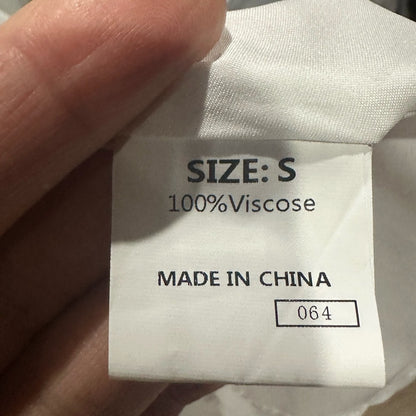 SIZE: S
100%Viscose
MADE IN CHINA
064